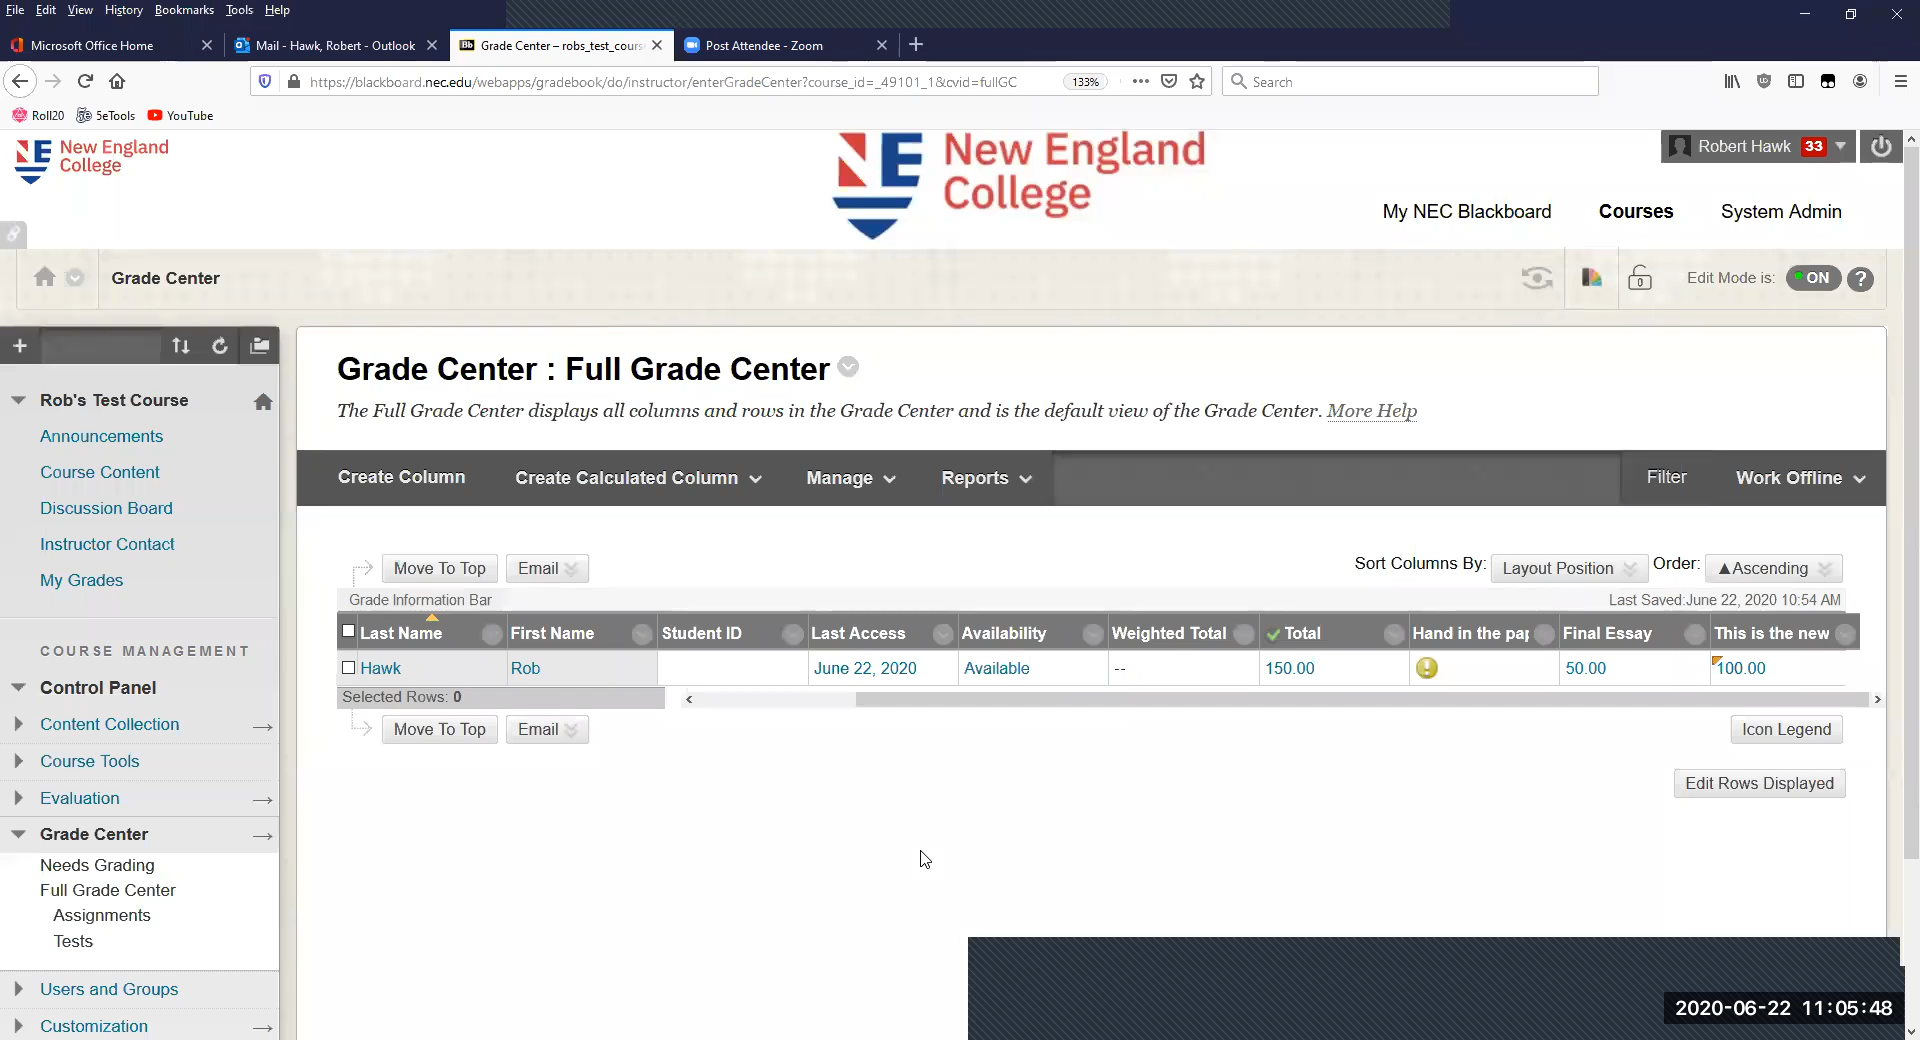 File Edit View History Bookmarks Tools Help
Microsoft Office Home
Mail - Hawk, Robert - Outlook
Grade Center – robs_test_cours
Post Attendee - Zoom
https://blackboard.nec.edu/webapps/gradebook/do/instructor/enterGradeCenter?course_id=_49101_1&cvid=fullGC
133%
Search
Roll20 5eTools YouTube
New England
College
New England
College
Robert Hawk 33
My NEC Blackboard Courses System Admin
Grade Center
Edit Mode is: ON ?
Rob's Test Course
Announcements
Course Content
Discussion Board
Instructor Contact
My Grades
COURSE MANAGEMENT
Control Panel
Content Collection
Course Tools
Evaluation
Grade Center
Needs Grading
Full Grade Center
Assignments
Tests
Users and Groups
Customization
Grade Center : Full Grade Center
The Full Grade Center displays all columns and rows in the Grade Center and is the default view of the Grade Center. More Help
Create Column Create Calculated Column Manage Reports Filter Work Offline
Move To Top Email Sort Columns By: Layout Position Order: ▲Ascending
Grade Information Bar Last Saved:June 22, 2020 10:54 AM
Last Name First Name Student ID Last Access Availability Weighted Total Total Hand in the pap Final Essay This is the new
Hawk Rob June 22, 2020 Available -- 150.00 50.00 100.00
Selected Rows: 0
Move To Top Email Icon Legend
Edit Rows Displayed
2020-06-22 11:05:48